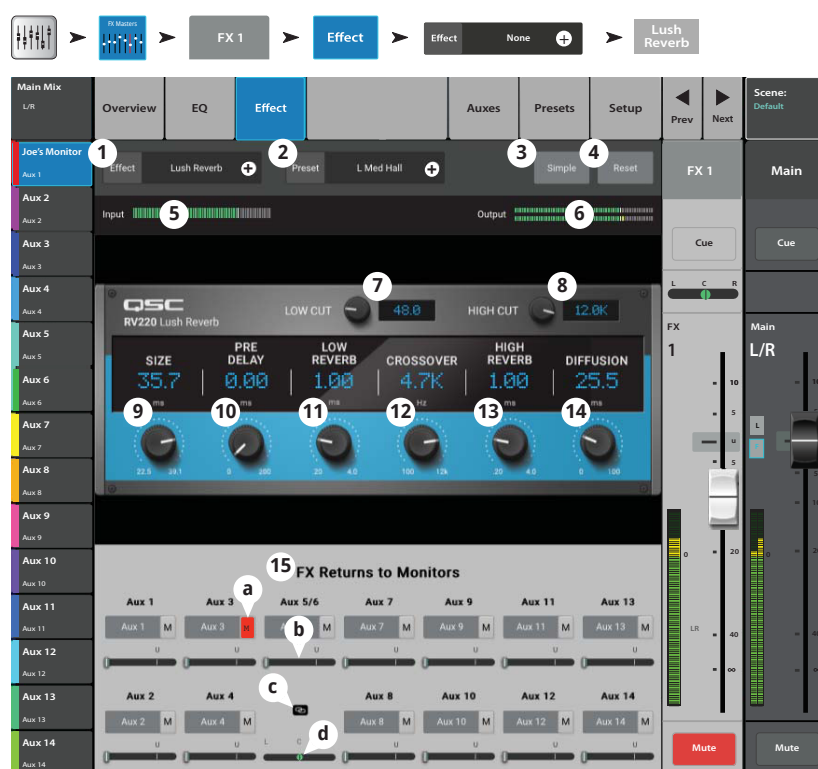 FX Masters
FX 1
Effect
Effect None +
Lush Reverb
Main Mix
L/R
Overview EQ Effect Auxes Presets Setup
Prev Next
Scene:
Default
Joe's Monitor
Aux 1
Aux 2
Aux 2
Aux 3
Aux 3
Aux 4
Aux 4
Aux 5
Aux 5
Aux 6
Aux 6
Aux 7
Aux 7
Aux 8
Aux 8
Aux 9
Aux 9
Aux 10
Aux 10
Aux 11
Aux 11
Aux 12
Aux 12
Aux 13
Aux 13
Aux 14
Aux 14
1 2 3 4
Effect Lush Reverb + Preset L Med Hall + Simple Reset
Input 5 Output 6
7 8
QSC
RV220 Lush Reverb
LOW CUT 48.0 HIGH CUT 12.0K
SIZE PRE DELAY LOW REVERB CROSSOVER HIGH REVERB DIFFUSION
35.7 0.00 1.00 4.7K 1.00 25.5
ms ms ms Hz ms ms
9 10 11 12 13 14
22.5 39.1 0 200 .20 4.0 100 12k .20 4.0 0 100
15 FX Returns to Monitors
a
Aux 1 Aux 3 Aux 5/6 Aux 7 Aux 9 Aux 11 Aux 13
Aux 1 M Aux 3 M M Aux 7 M Aux 9 M Aux 11 M Aux 13 M
b
U U U U U U U
c
Aux 2 Aux 4 Aux 8 Aux 10 Aux 12 Aux 14
Aux 2 M Aux 4 M Aux 8 M Aux 10 M Aux 12 M Aux 14 M
d
U U L C U U U U
FX 1
Cue
L C R
FX
1
10
5
U
5
0
20
LR
40
∞
Mute
Main
Cue
Main
L/R
L
0
Mute